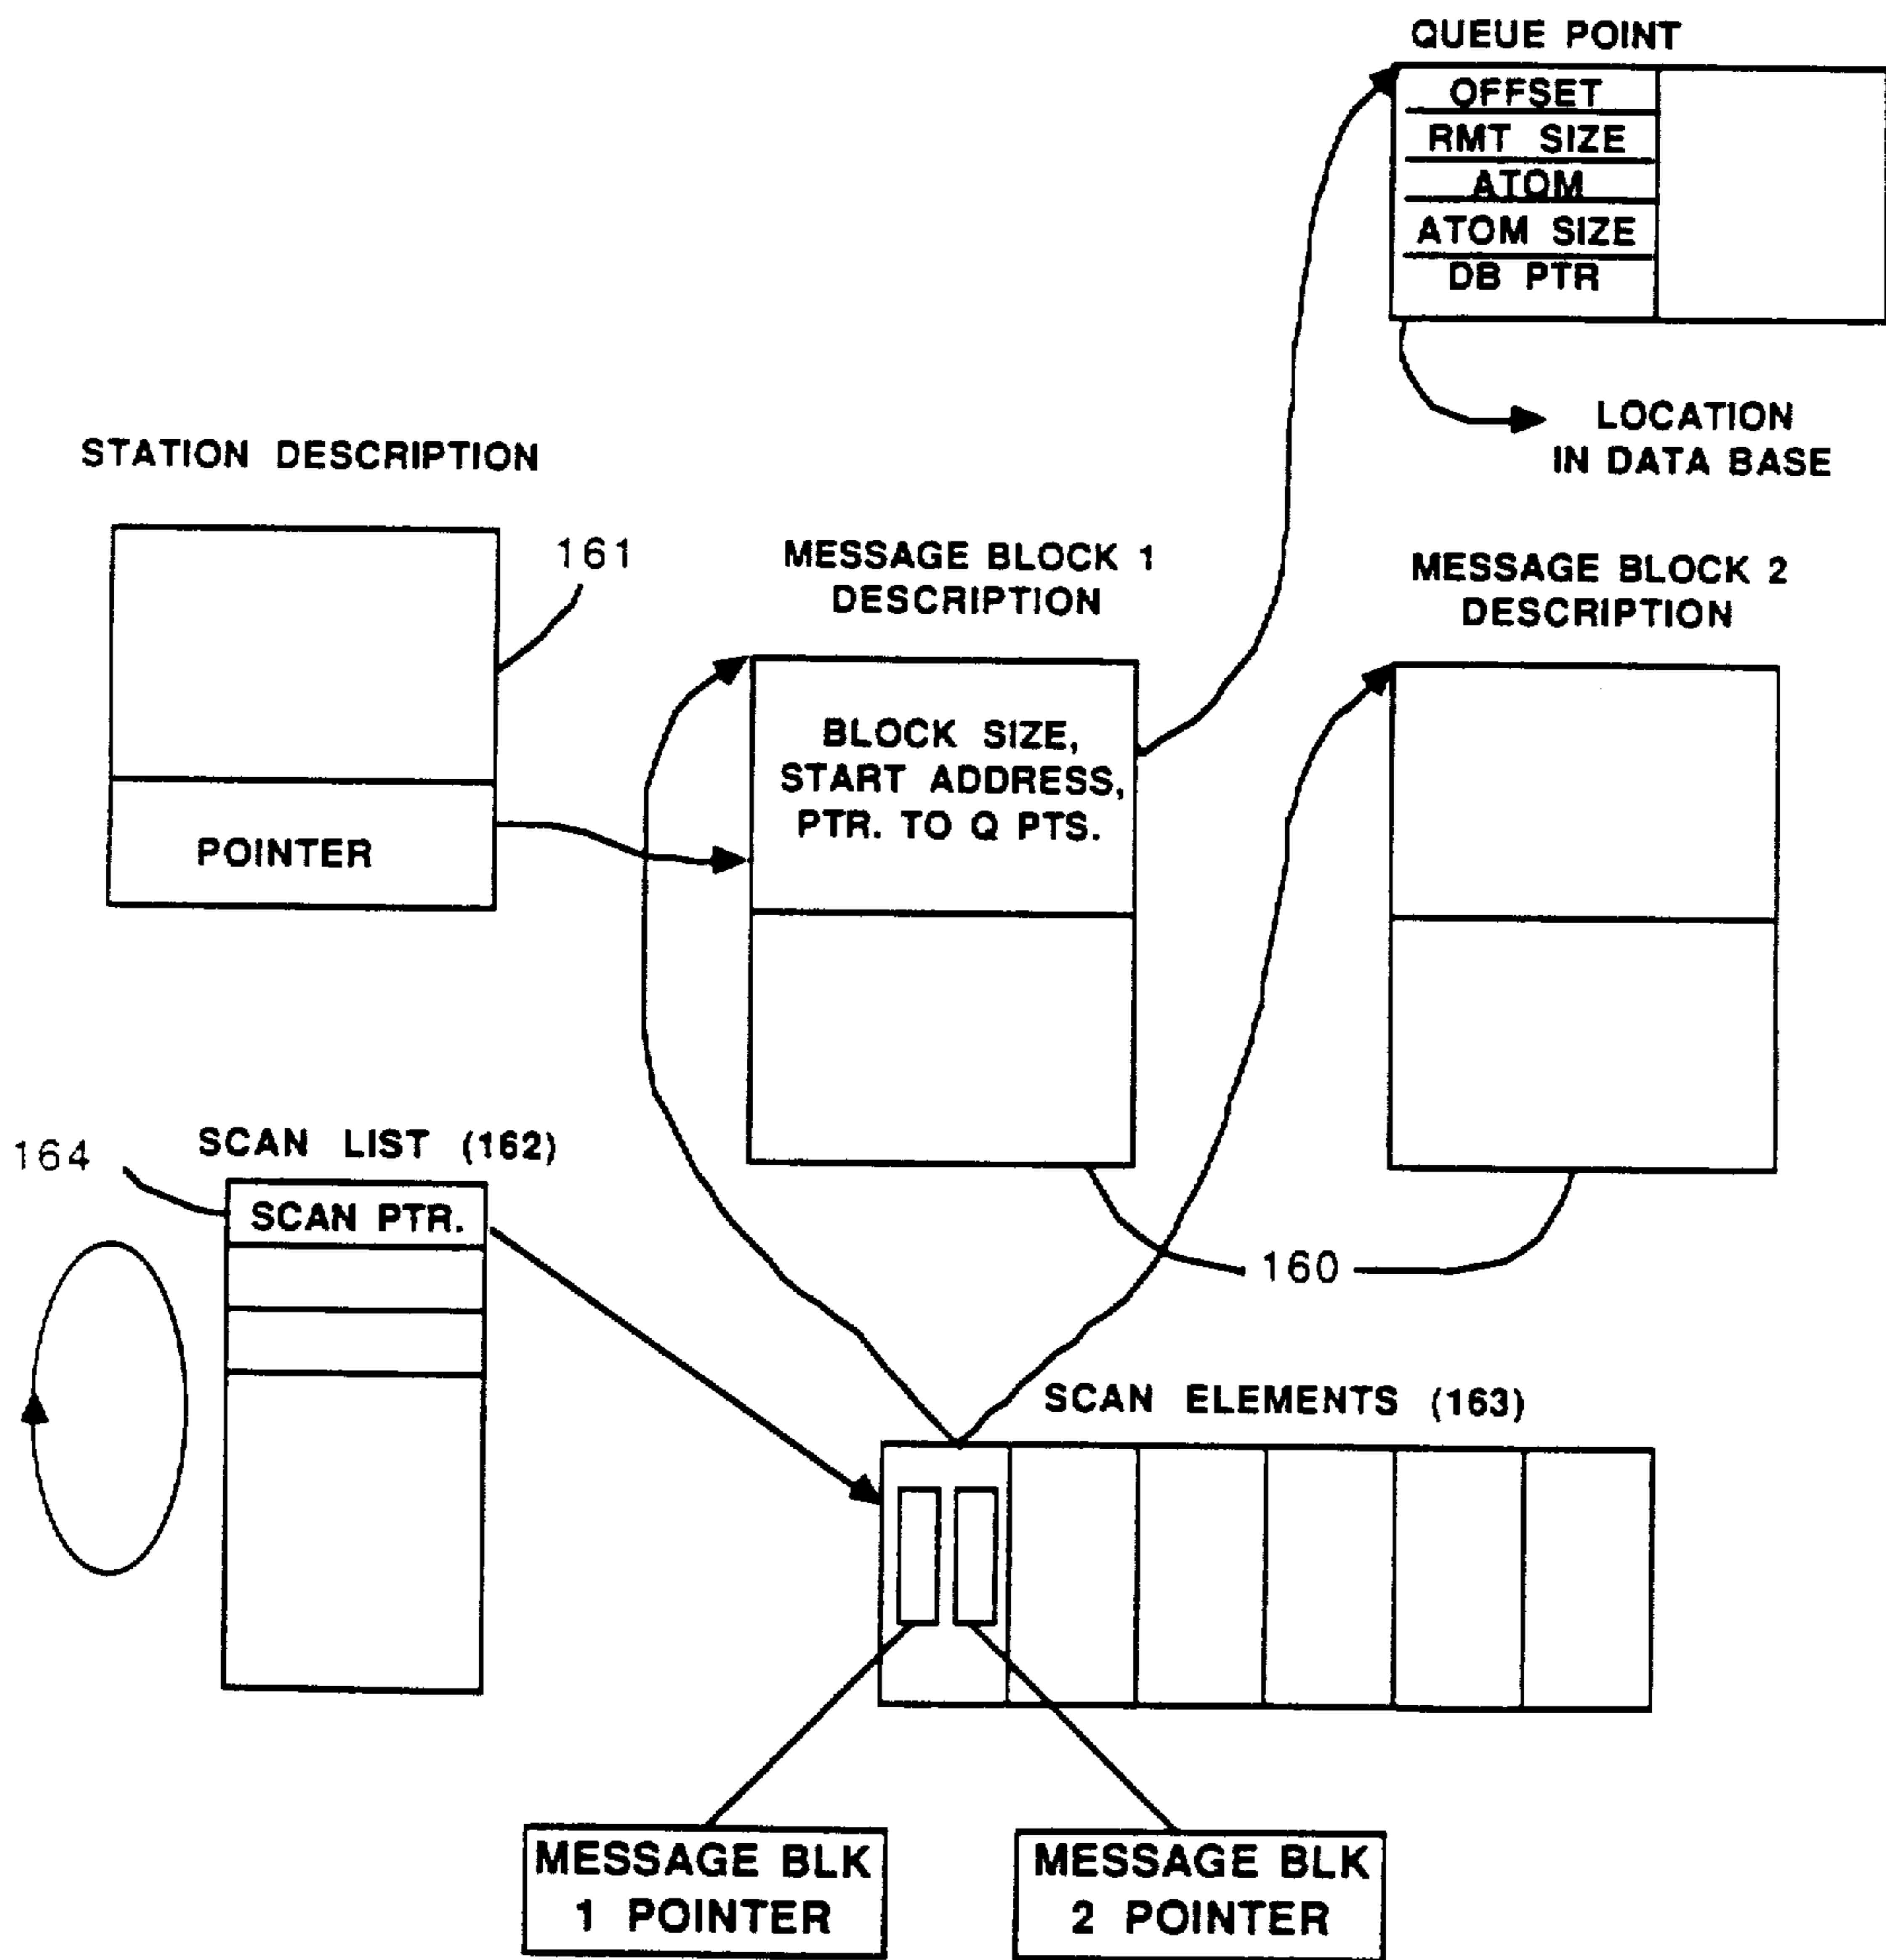 QUEUE POINT
OFFSET
RMT SIZE
ATOM
ATOM SIZE
DB PTR
LOCATION
IN DATA BASE
STATION DESCRIPTION
161
POINTER
MESSAGE BLOCK 1
DESCRIPTION
BLOCK SIZE,
START ADDRESS,
PTR. TO Q PTS.
MESSAGE BLOCK 2
DESCRIPTION
164
SCAN LIST (162)
SCAN PTR.
160
SCAN ELEMENTS (163)
MESSAGE BLK
1 POINTER
MESSAGE BLK
2 POINTER